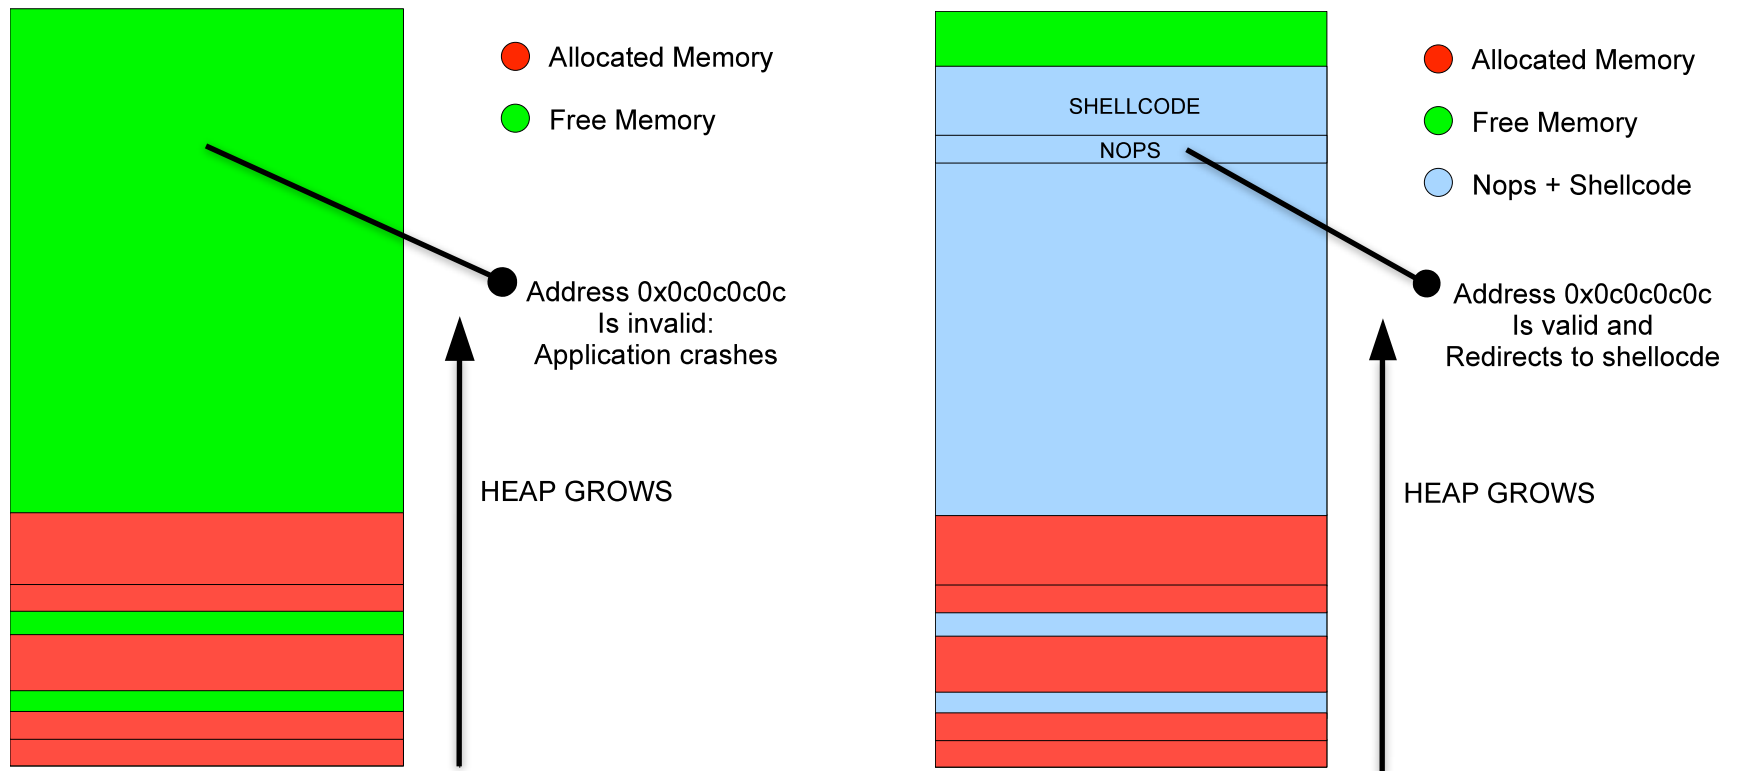 Allocated Memory
Free Memory
Address 0x0c0c0c0c
Is invalid:
Application crashes
HEAP GROWS
SHELLCODE
NOPS
Allocated Memory
Free Memory
Nops + Shellcode
Address 0x0c0c0c0c
Is valid and
Redirects to shellocde
HEAP GROWS